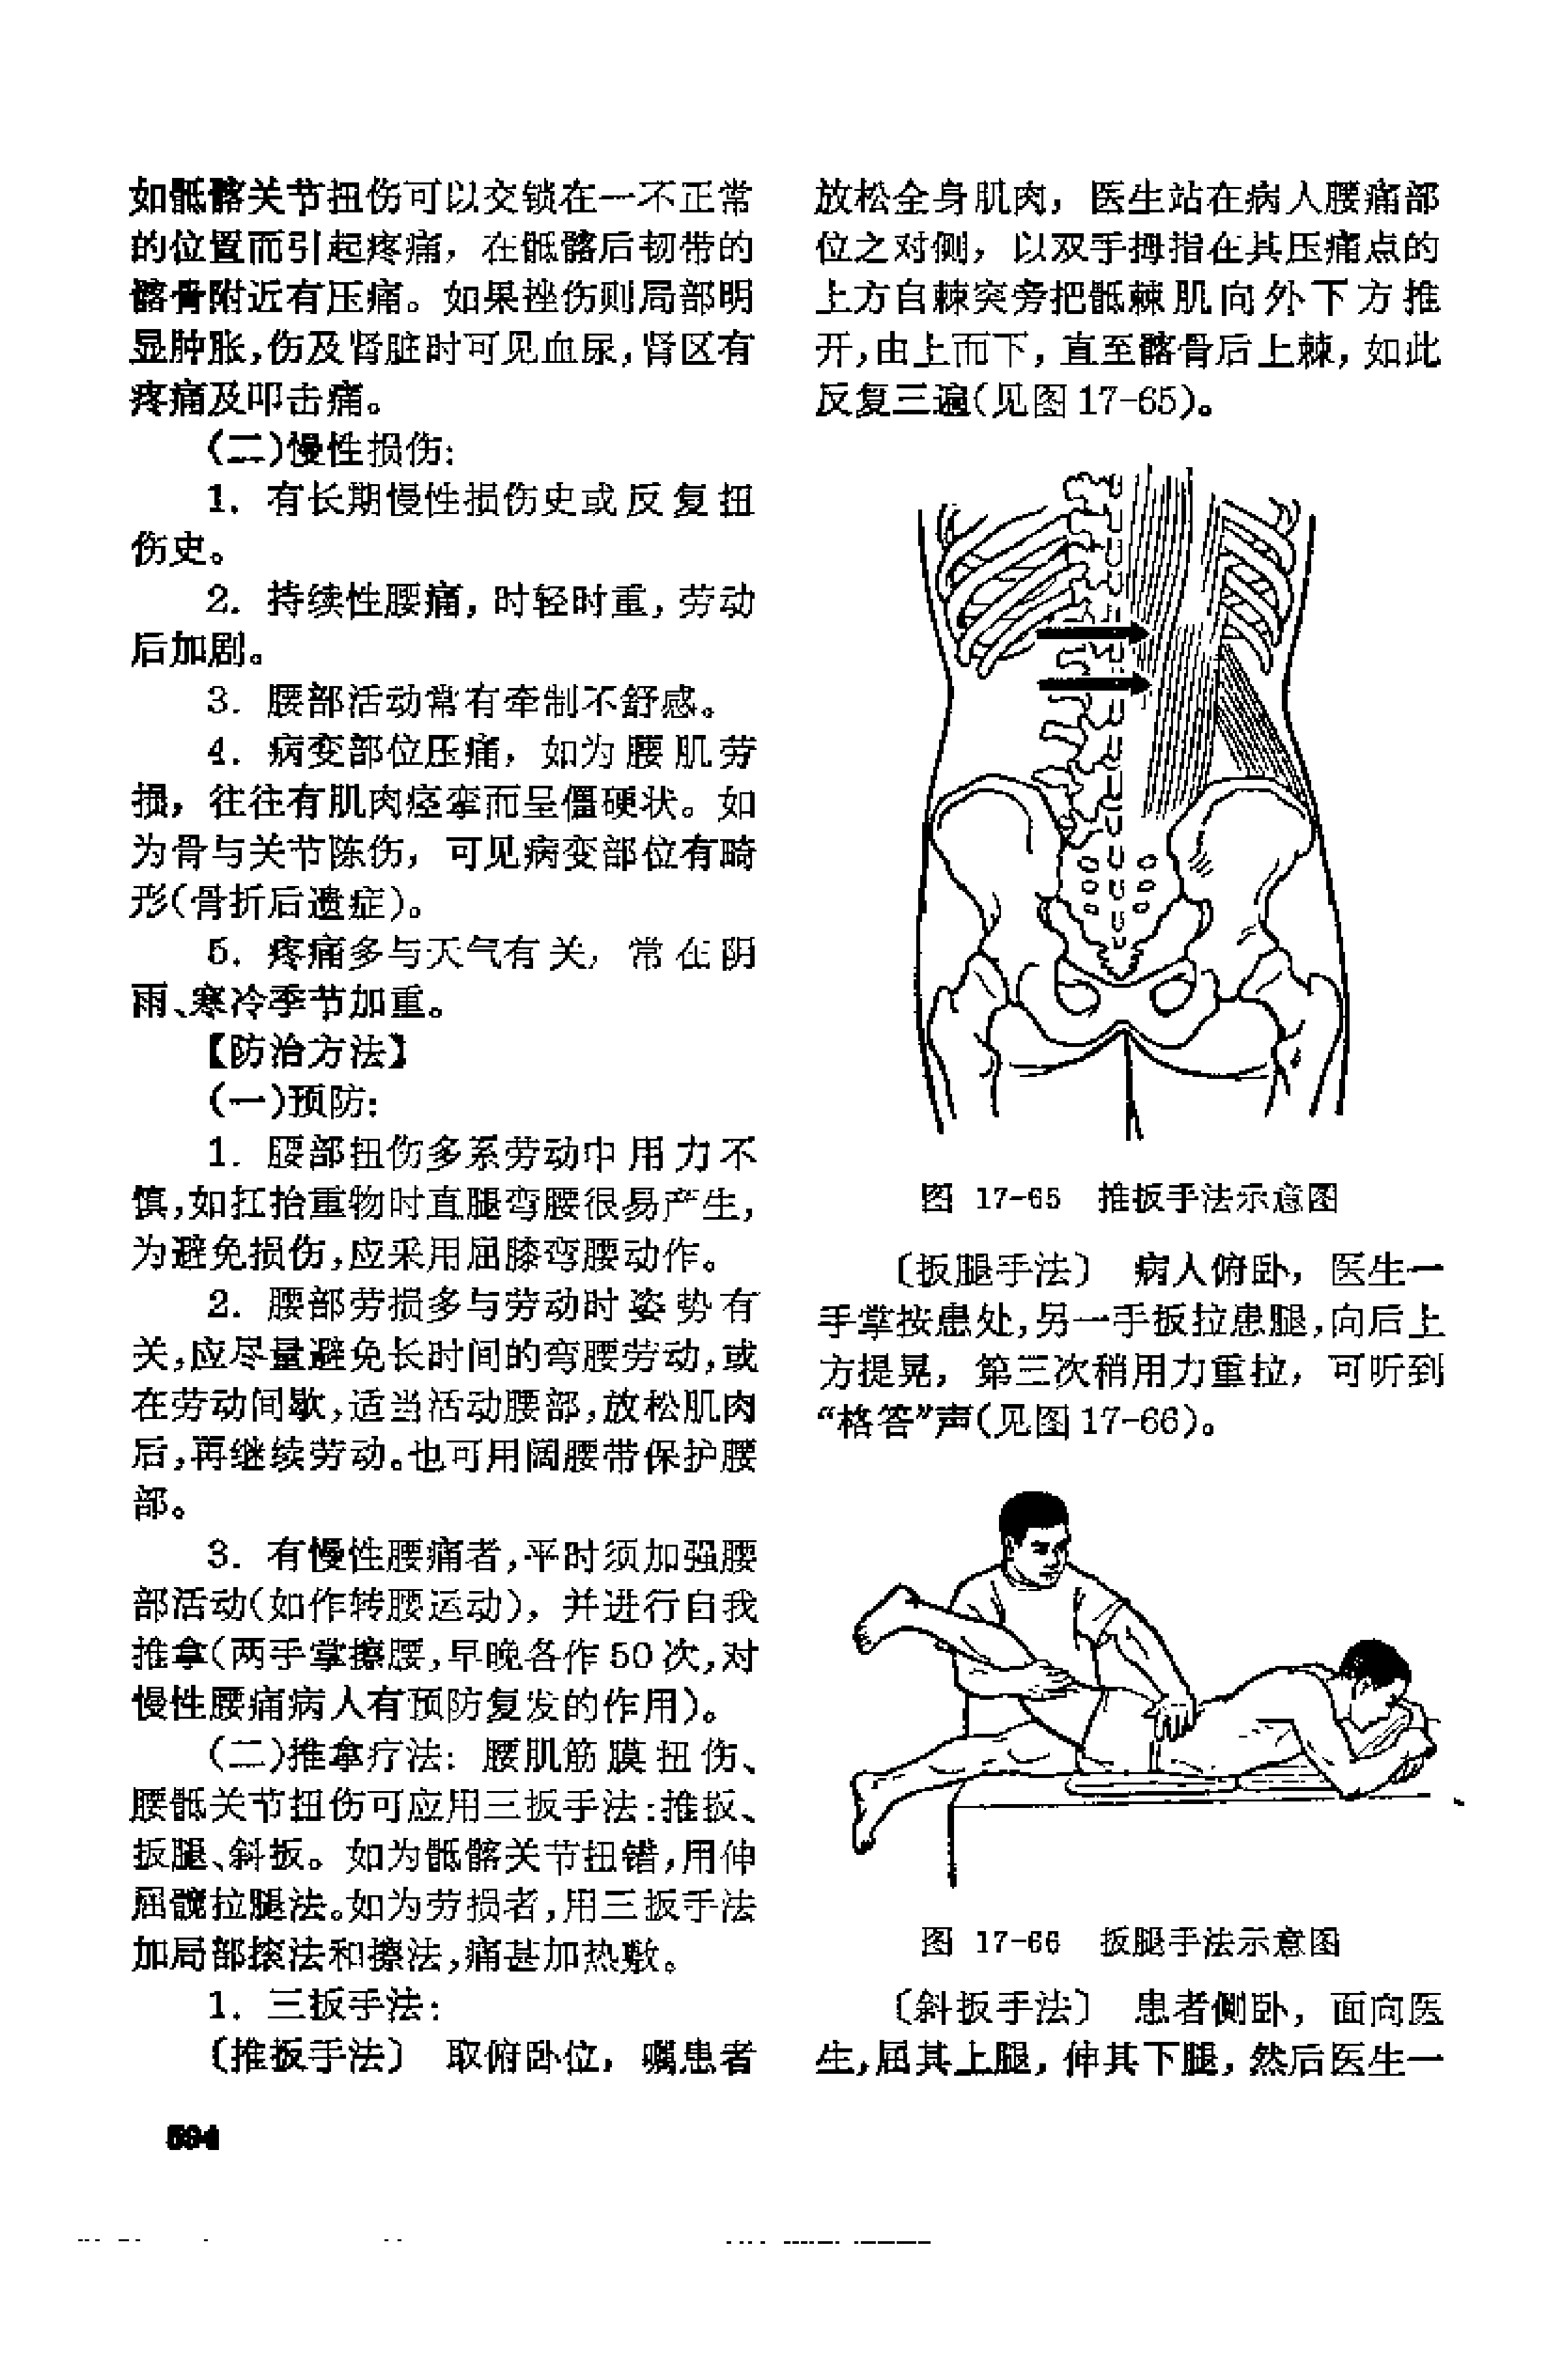 如骶髂关节扭伤可以交锁在一不正常
的位置而引起疼痛，在骶髂后韧带的
髂骨附近有压痛。如果挫伤则局部明
显肿胀，伤及肾脏时可见血尿，肾区有
疼痛及叩击痛。
（二）慢性损伤：
1. 有长期慢性损伤史或反复扭
伤史。
2. 持续性腰痛，时轻时重，劳动
后加剧。
3. 腰部活动常有牵制不舒感。
4. 病变部位压痛，如为腰肌劳
损，往往有肌肉痉挛而呈僵硬状。如
为骨与关节陈伤，可见病变部位有畸
形（骨折后遗症）。
5. 疼痛多与天气有关，常在阴
雨、寒冷季节加重。
【防治方法】
（一）预防：
1. 腰部扭伤多系劳动中用力不
慎，如扛抬重物时直腿弯腰很易产生，
为避免损伤，应采用屈膝弯腰动作。
2. 腰部劳损多与劳动时姿势有
关，应尽量避免长时间的弯腰劳动，或
在劳动间歇，适当活动腰部，放松肌肉
后，再继续劳动。也可用阔腰带保护腰
部。
3. 有慢性腰痛者，平时须加强腰
部活动（如作转腰运动），并进行自我
推拿（两手掌擦腰，早晚各作50次，对
慢性腰痛病人有预防复发的作用）。
（二）推拿疗法：腰肌筋膜扭伤、
腰骶关节扭伤可应用三扳手法：推扳、
扳腿、斜扳。如为骶髂关节扭错，用伸
屈髋拉腿法。如为劳损者，用三扳手法
加局部㨰法和擦法，痛甚加热敷。
1. 三扳手法：
〔推扳手法〕 取俯卧位，嘱患者
594
放松全身肌肉，医生站在病人腰痛部
位之对侧，以双手拇指在其压痛点的
上方自棘突旁把骶棘肌向外下方推
开，由上而下，直至髂骨后上棘，如此
反复三遍（见图17-65）。
图 17-65 推扳手法示意图
〔扳腿手法〕 病人俯卧，医生一
手掌按患处，另一手扳拉患腿，向后上
方提晃，第三次稍用力重拉，可听到
“格答”声（见图17-66）。
图 17-66 扳腿手法示意图
〔斜扳手法〕 患者侧卧，面向医
生，屈其上腿，伸其下腿，然后医生一